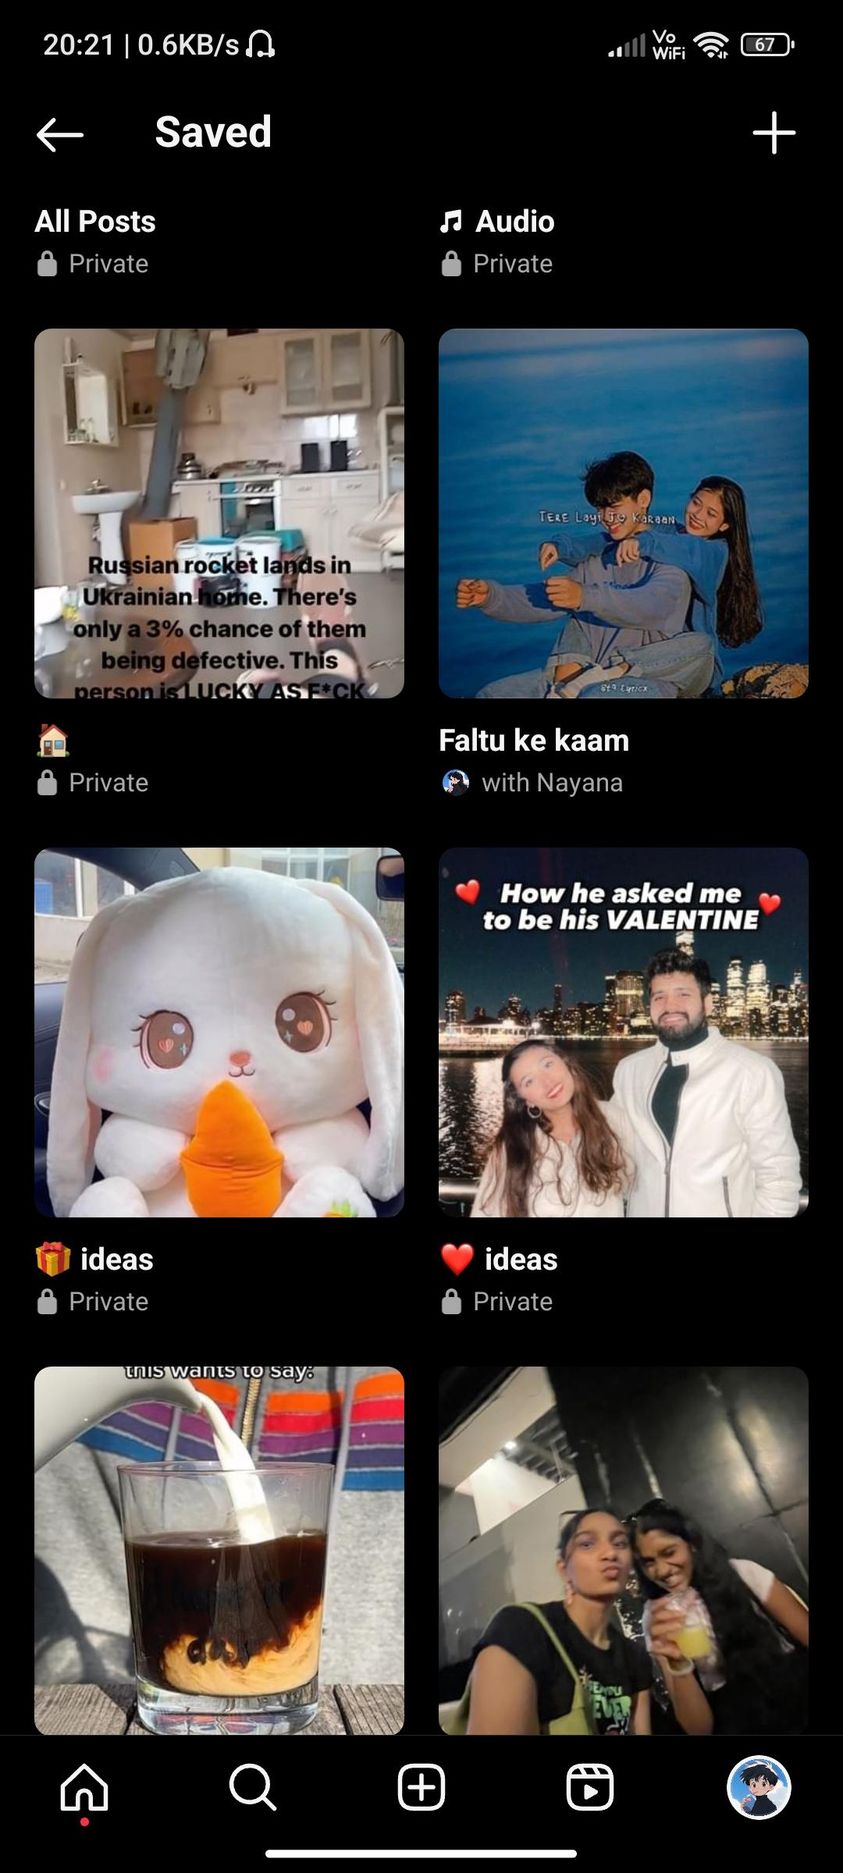 20:21 | 0.6KB/s
Vo
WiFi
67
Saved
All Posts
Private
Audio
Private
Russian rocket lands in
Ukrainian home. There's
only a 3% chance of them
being defective. This
person is LUCKY AS F*CK
TERE Layi Jo KARAAN
Private
Faltu ke kaam
with Nayana
How he asked me
to be his VALENTINE
ideas
Private
ideas
Private
this wants to say: